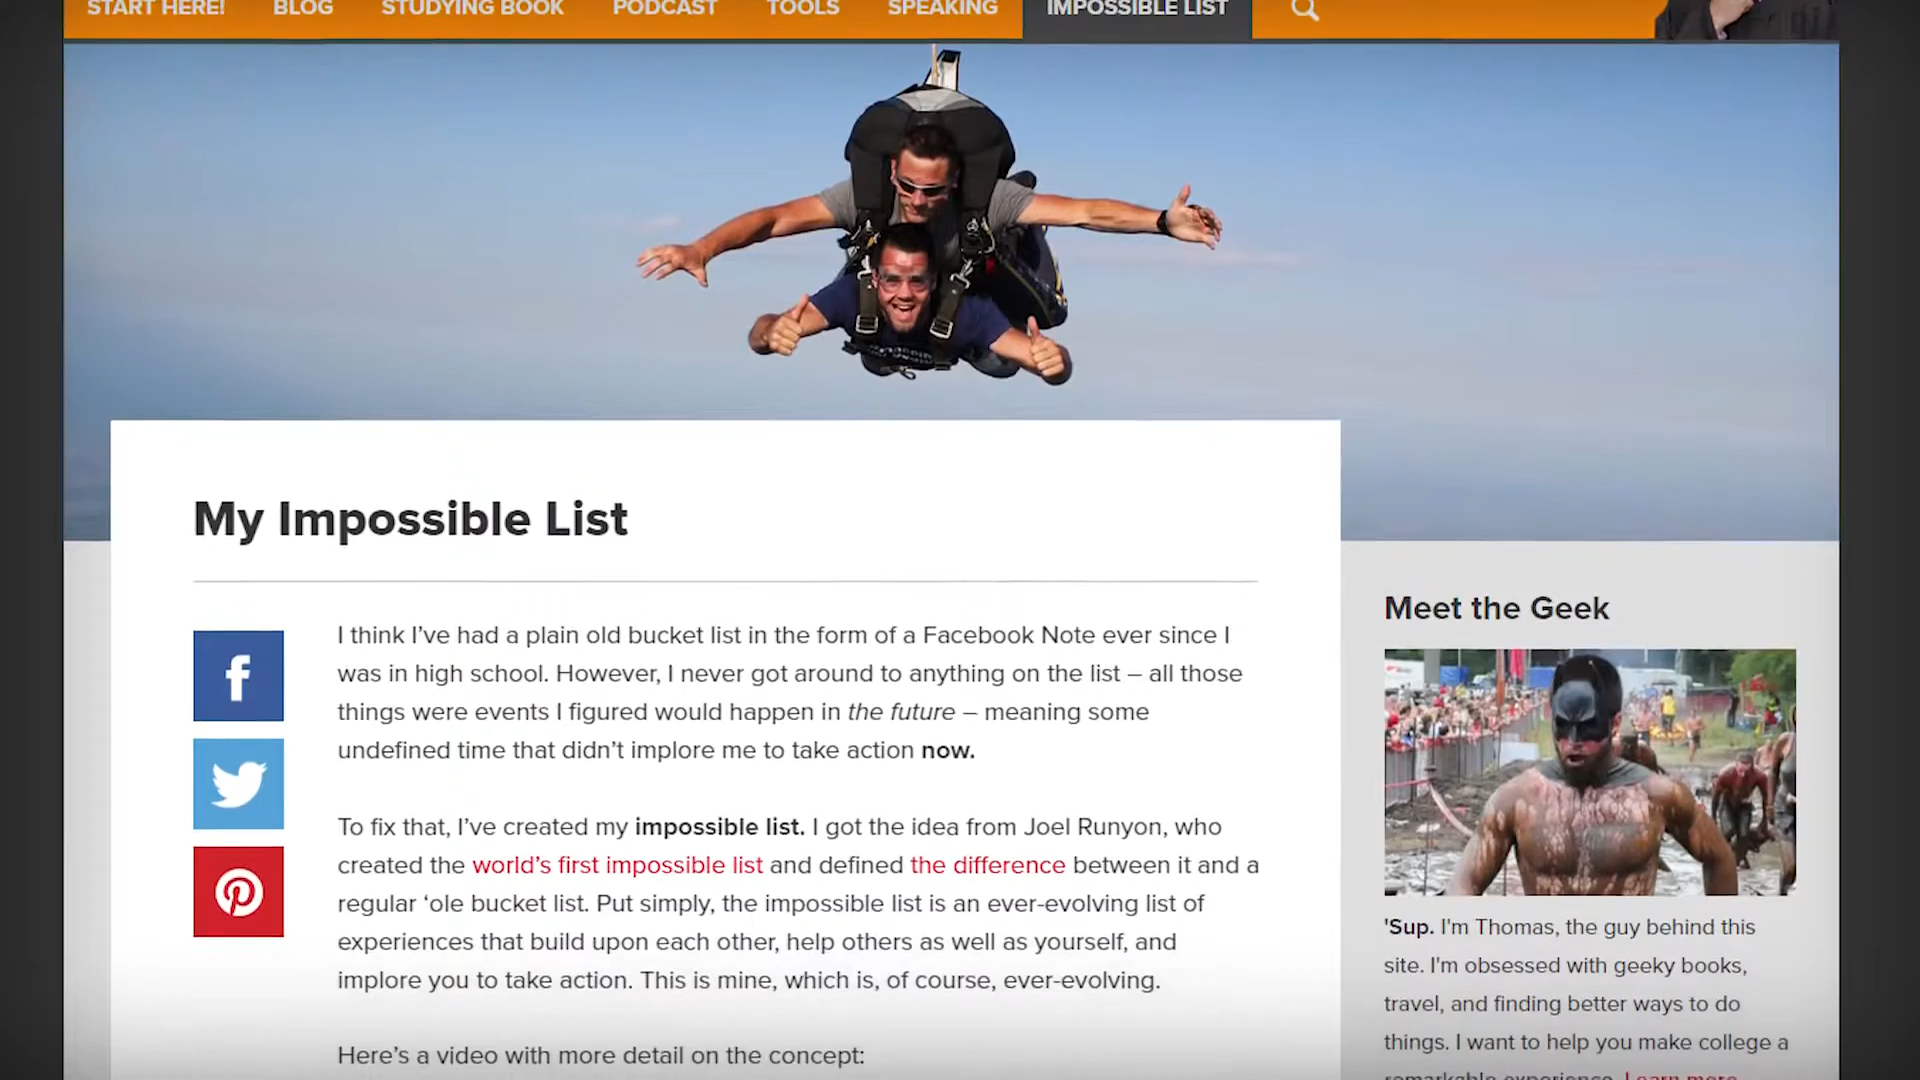 START HERE! BLOG STUDYING BOOK PODCAST TOOLS SPEAKING IMPOSSIBLE LIST
My Impossible List
I think I’ve had a plain old bucket list in the form of a Facebook Note ever since I
was in high school. However, I never got around to anything on the list – all those
things were events I figured would happen in the future – meaning some
undefined time that didn’t implore me to take action now.
To fix that, I’ve created my impossible list. I got the idea from Joel Runyon, who
created the world’s first impossible list and defined the difference between it and a
regular ‘ole bucket list. Put simply, the impossible list is an ever-evolving list of
experiences that build upon each other, help others as well as yourself, and
implore you to take action. This is mine, which is, of course, ever-evolving.
Here’s a video with more detail on the concept:
Meet the Geek
'Sup. I'm Thomas, the guy behind this
site. I'm obsessed with geeky books,
travel, and finding better ways to do
things. I want to help you make college a
remarkable experience. Learn more